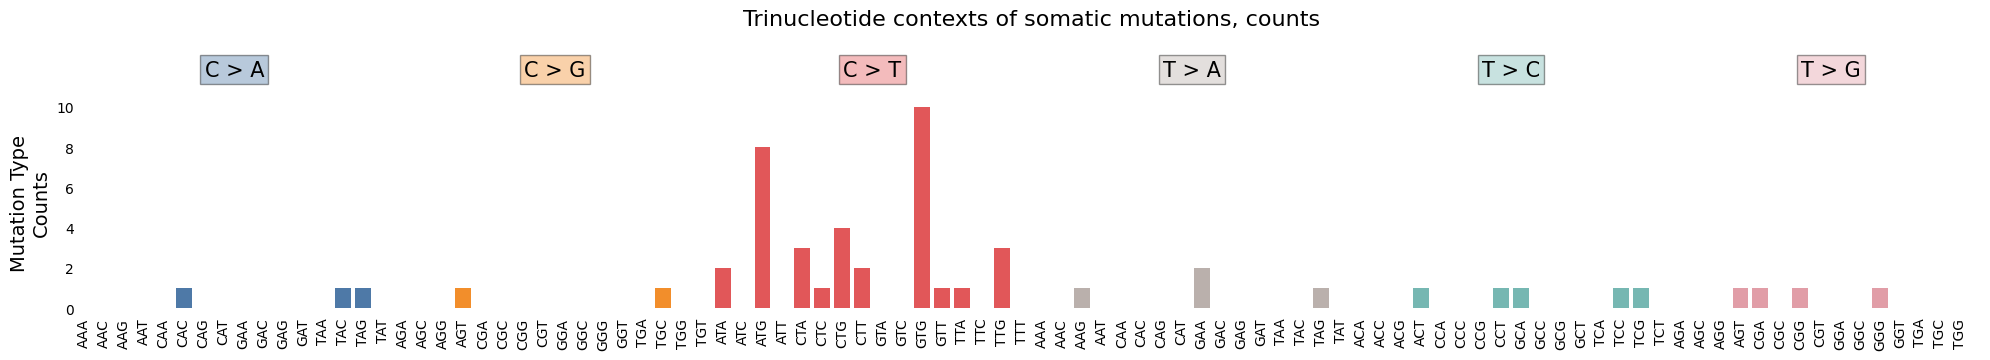 Trinucleotide contexts of somatic mutations, counts
C > A C > G C > T T > A T > C T > G
Mutation Type
Counts
10
8
6
4
2
0
AAA AAC AAG AAT CAA CAC CAG CAT GAA GAC GAG GAT TAA TAC TAG TAT AGA AGC AGG AGT CGA CGC CGG CGT GGA GGC GGG GGT TGA TGC TGG TGT ATA ATC ATG ATT CTA CTC CTG CTT GTA GTC GTG GTT TTA TTC TTG TTT AAA AAC AAG AAT CAA CAC CAG CAT GAA GAC GAG GAT TAA TAC TAG TAT ACA ACC ACG ACT CCA CCC CCG CCT GCA GCC GCG GCT TCA TCC TCG TCT AGA AGC AGG AGT CGA CGC CGG CGT GGA GGC GGG GGT TGA TGC TGG